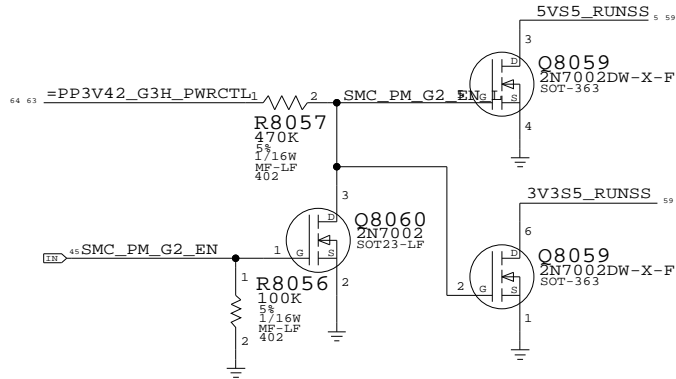 5VS5_RUNSS 5 59
3
D
Q8059
2N7002DW-X-F
SOT-363
G
S
4
64 63 =PP3V42_G3H_PWRCTL 1 2 SMC_PM_G2_EN_L
R8057
470K
5%
1/16W
MF-LF
402
3V3S5_RUNSS 59
3
D
Q8060
2N7002
SOT23-LF
G
S
1
2
6
D
Q8059
2N7002DW-X-F
SOT-363
2
G
S
1
IN 45 SMC_PM_G2_EN
1
R8056
100K
5%
1/16W
MF-LF
402
2